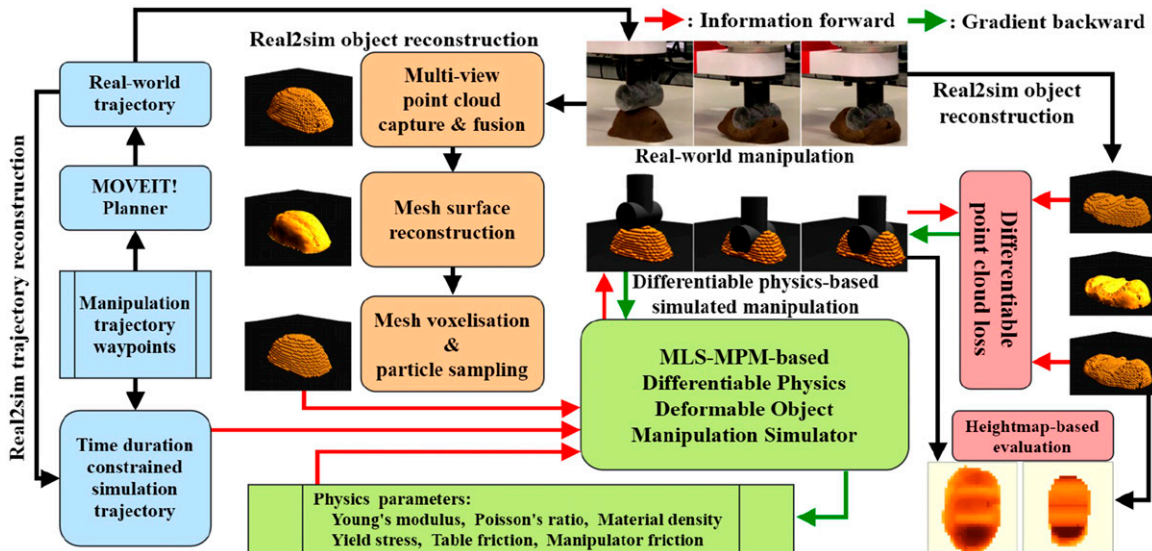 : Information forward
: Gradient backward
Real2sim object reconstruction
Real-world
trajectory
Multi-view
point cloud
capture & fusion
Real2sim object
reconstruction
Real-world manipulation
Real2sim trajectory reconstruction
MOVEIT!
Planner
Mesh surface
reconstruction
Differentiable
point cloud loss
Differentiable physics-based
simulated manipulation
Manipulation
trajectory
waypoints
Mesh voxelisation
&
particle sampling
MLS-MPM-based
Differentiable Physics
Deformable Object
Manipulation Simulator
Time duration
constrained
simulation
trajectory
Heightmap-based
evaluation
Physics parameters:
Young's modulus, Poisson's ratio, Material density
Yield stress, Table friction, Manipulator friction